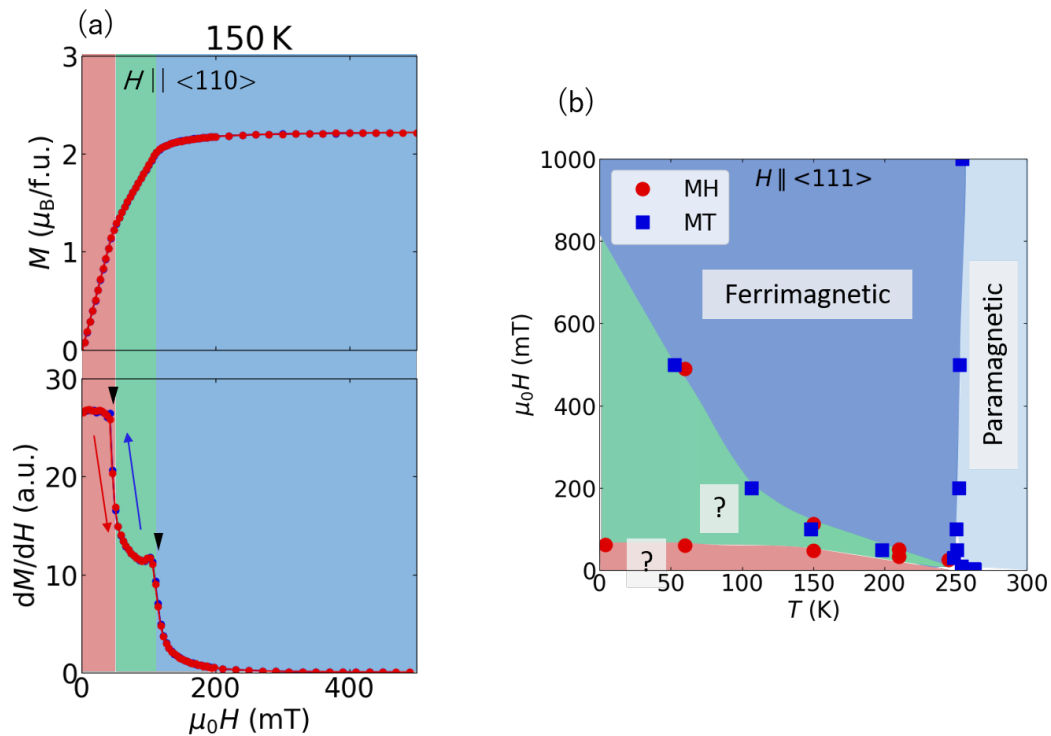 (a)
150 K
H || <110>
3
2
1
0
M (μB/f.u.)
30
20
10
0
dM/dH (a.u.)
0 200 400
μ0H (mT)
(b)
1000
800
600
400
200
0
μ0H (mT)
H ∥ <111>
MH
MT
Ferrimagnetic
Paramagnetic
?
?
0 50 100 150 200 250 300
T (K)